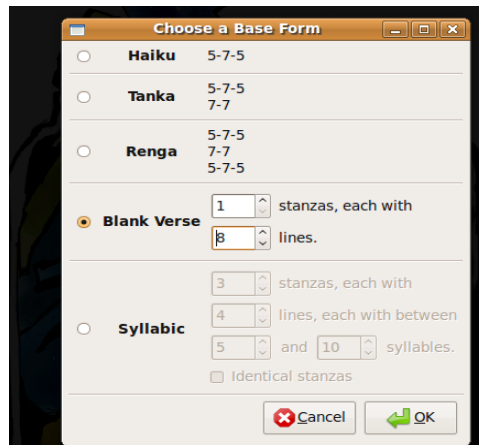 Choose a Base Form
Haiku 5-7-5
Tanka 5-7-5
7-7
Renga 5-7-5
7-7
5-7-5
Blank Verse 1 stanzas, each with
8 lines.
Syllabic 3 stanzas, each with
4 lines, each with between
5 and 10 syllables.
Identical stanzas
Cancel OK